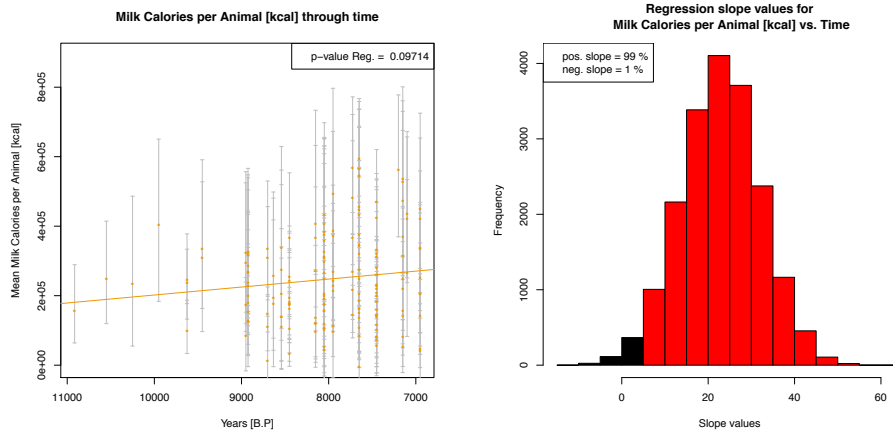 Milk Calories per Animal [kcal] through time
p-value Reg. = 0.09714
Mean Milk Calories per Animal [kcal]
8e+05
6e+05
4e+05
2e+05
0e+00
11000 10000 9000 8000 7000
Years [B.P]
Regression slope values for
Milk Calories per Animal [kcal] vs. Time
pos. slope = 99 %
neg. slope = 1 %
Frequency
4000
3000
2000
1000
0
0 20 40 60
Slope values